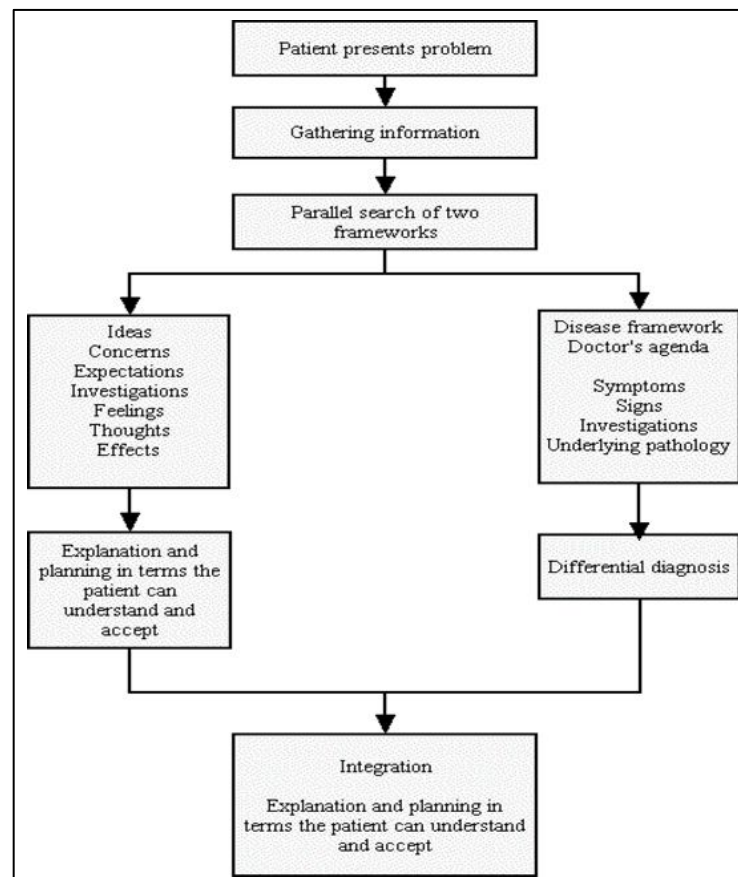 Patient presents problem
Gathering information
Parallel search of two
frameworks
Ideas
Concerns
Expectations
Investigations
Feelings
Thoughts
Effects
Disease framework
Doctor's agenda
Symptoms
Signs
Investigations
Underlying pathology
Explanation and
planning in terms the
patient can
understand and
accept
Differential diagnosis
Integration
Explanation and planning in
terms the patient can understand
and accept